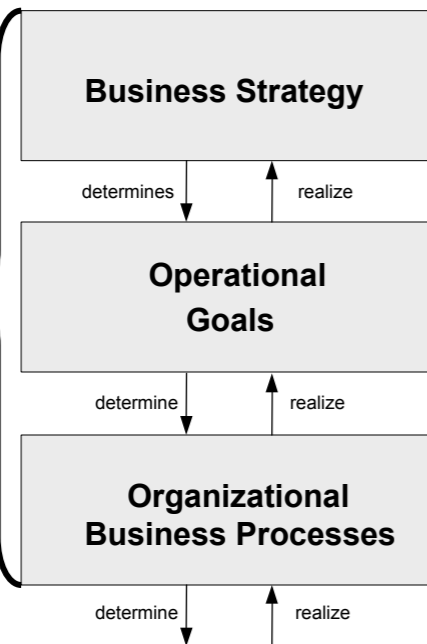 Business Strategy
determines realize
Operational
Goals
determine realize
Organizational
Business Processes
determine realize